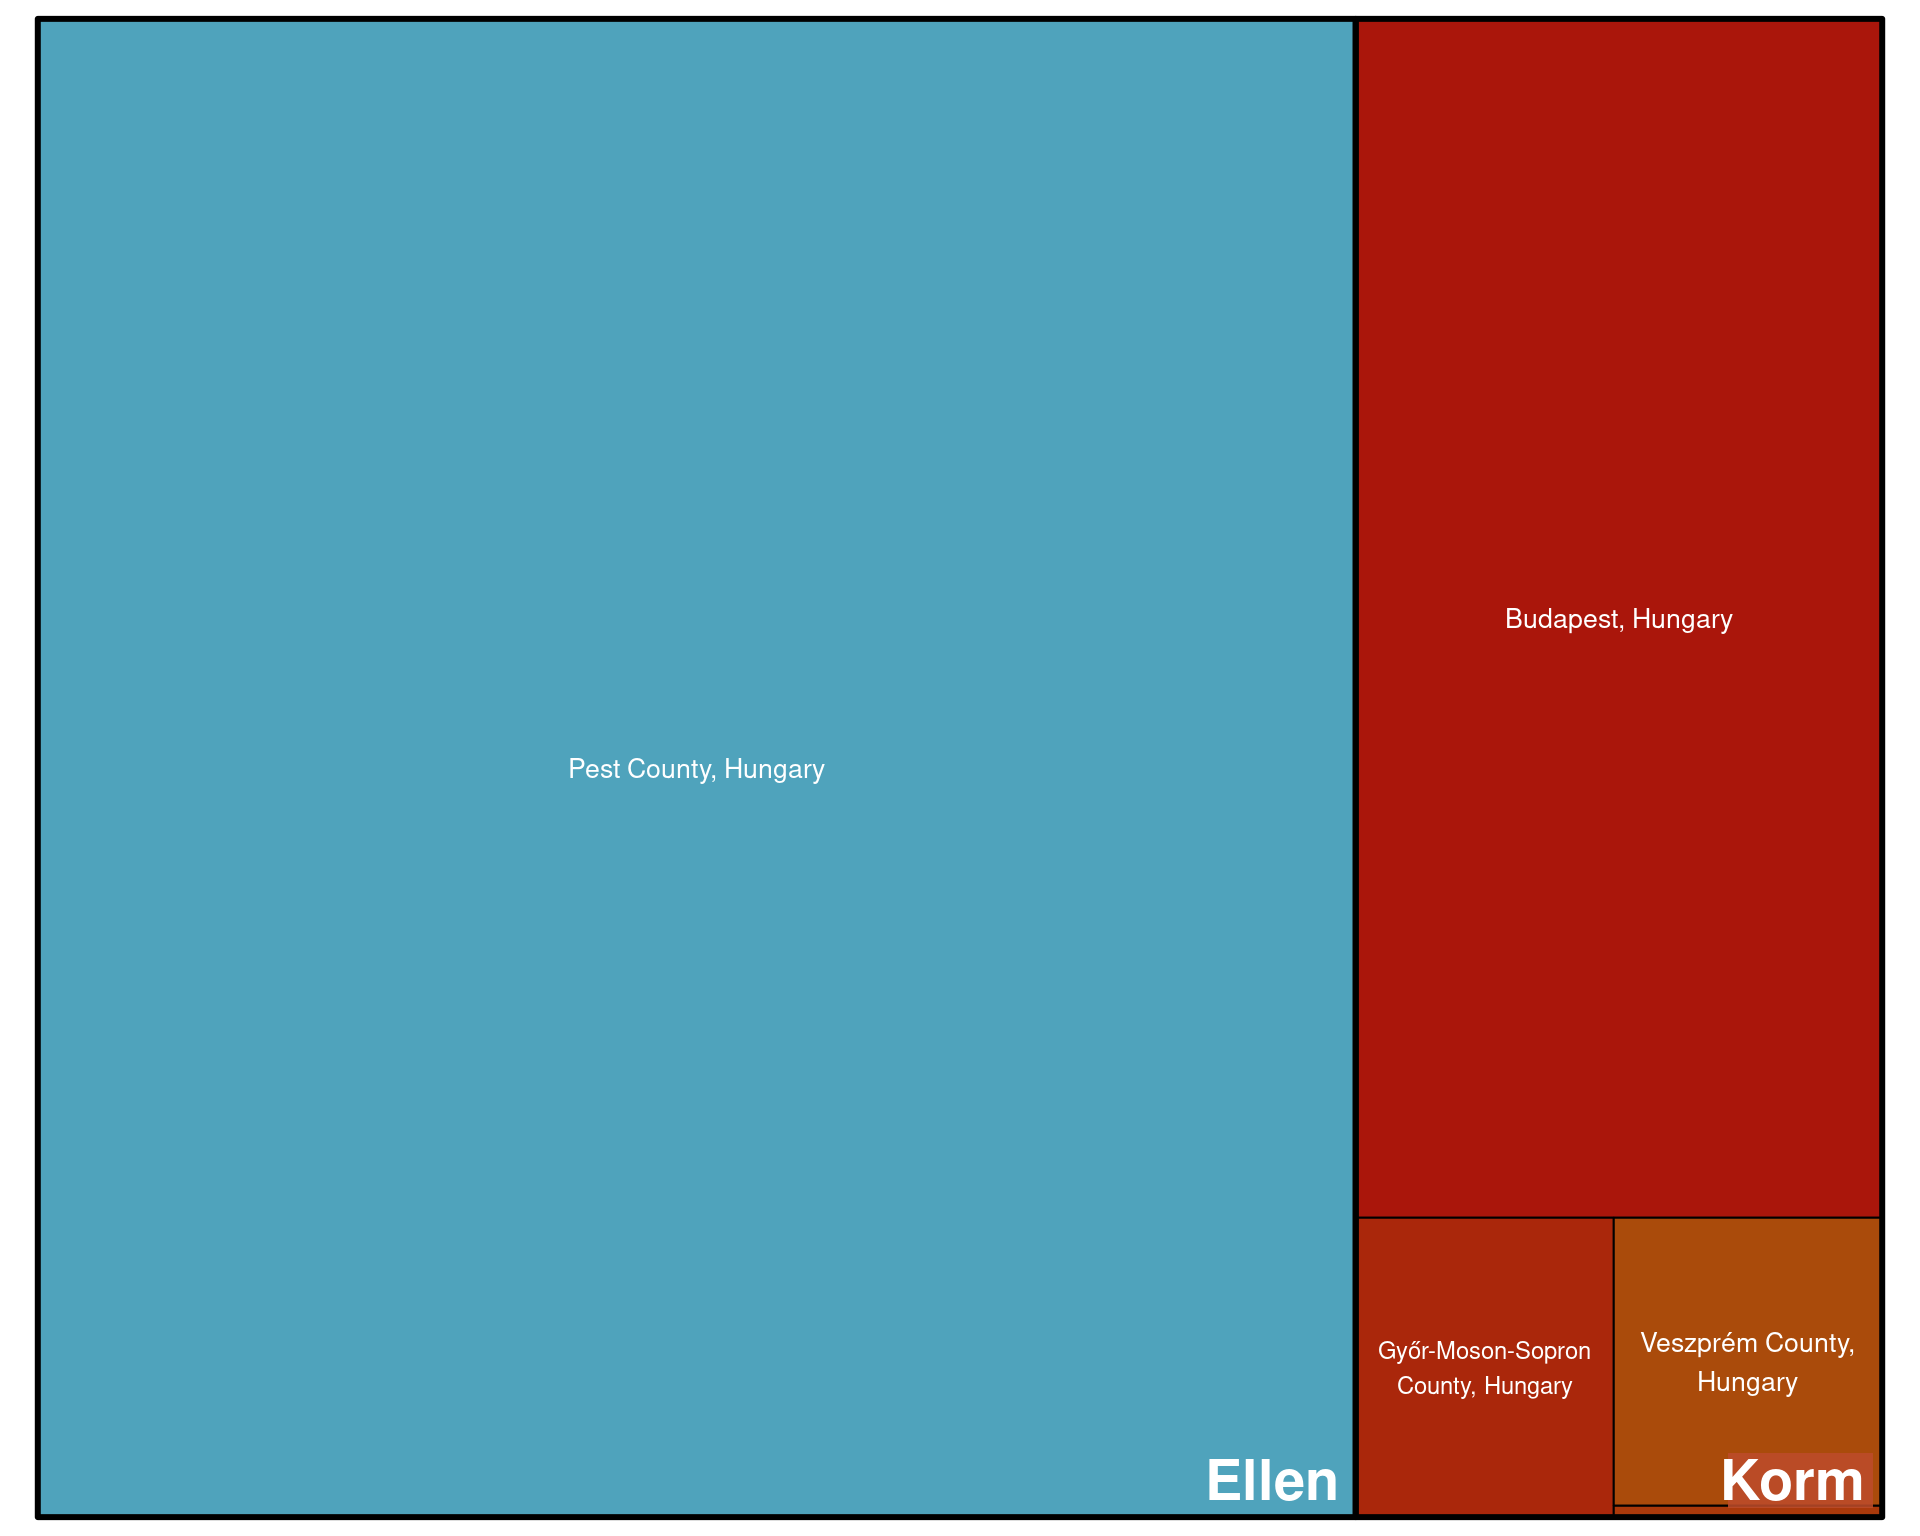 Budapest, Hungary
Pest County, Hungary
Győr-Moson-Sopron
County, Hungary
Veszprém County,
Hungary
Ellen
Korm